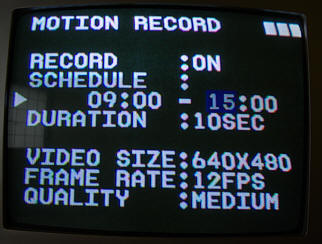 MOTION RECORD
RECORD :ON
SCHEDULE :
09:00 - 15:00
DURATION :10SEC
VIDEO SIZE:640X480
FRAME RATE:12FPS
QUALITY :MEDIUM